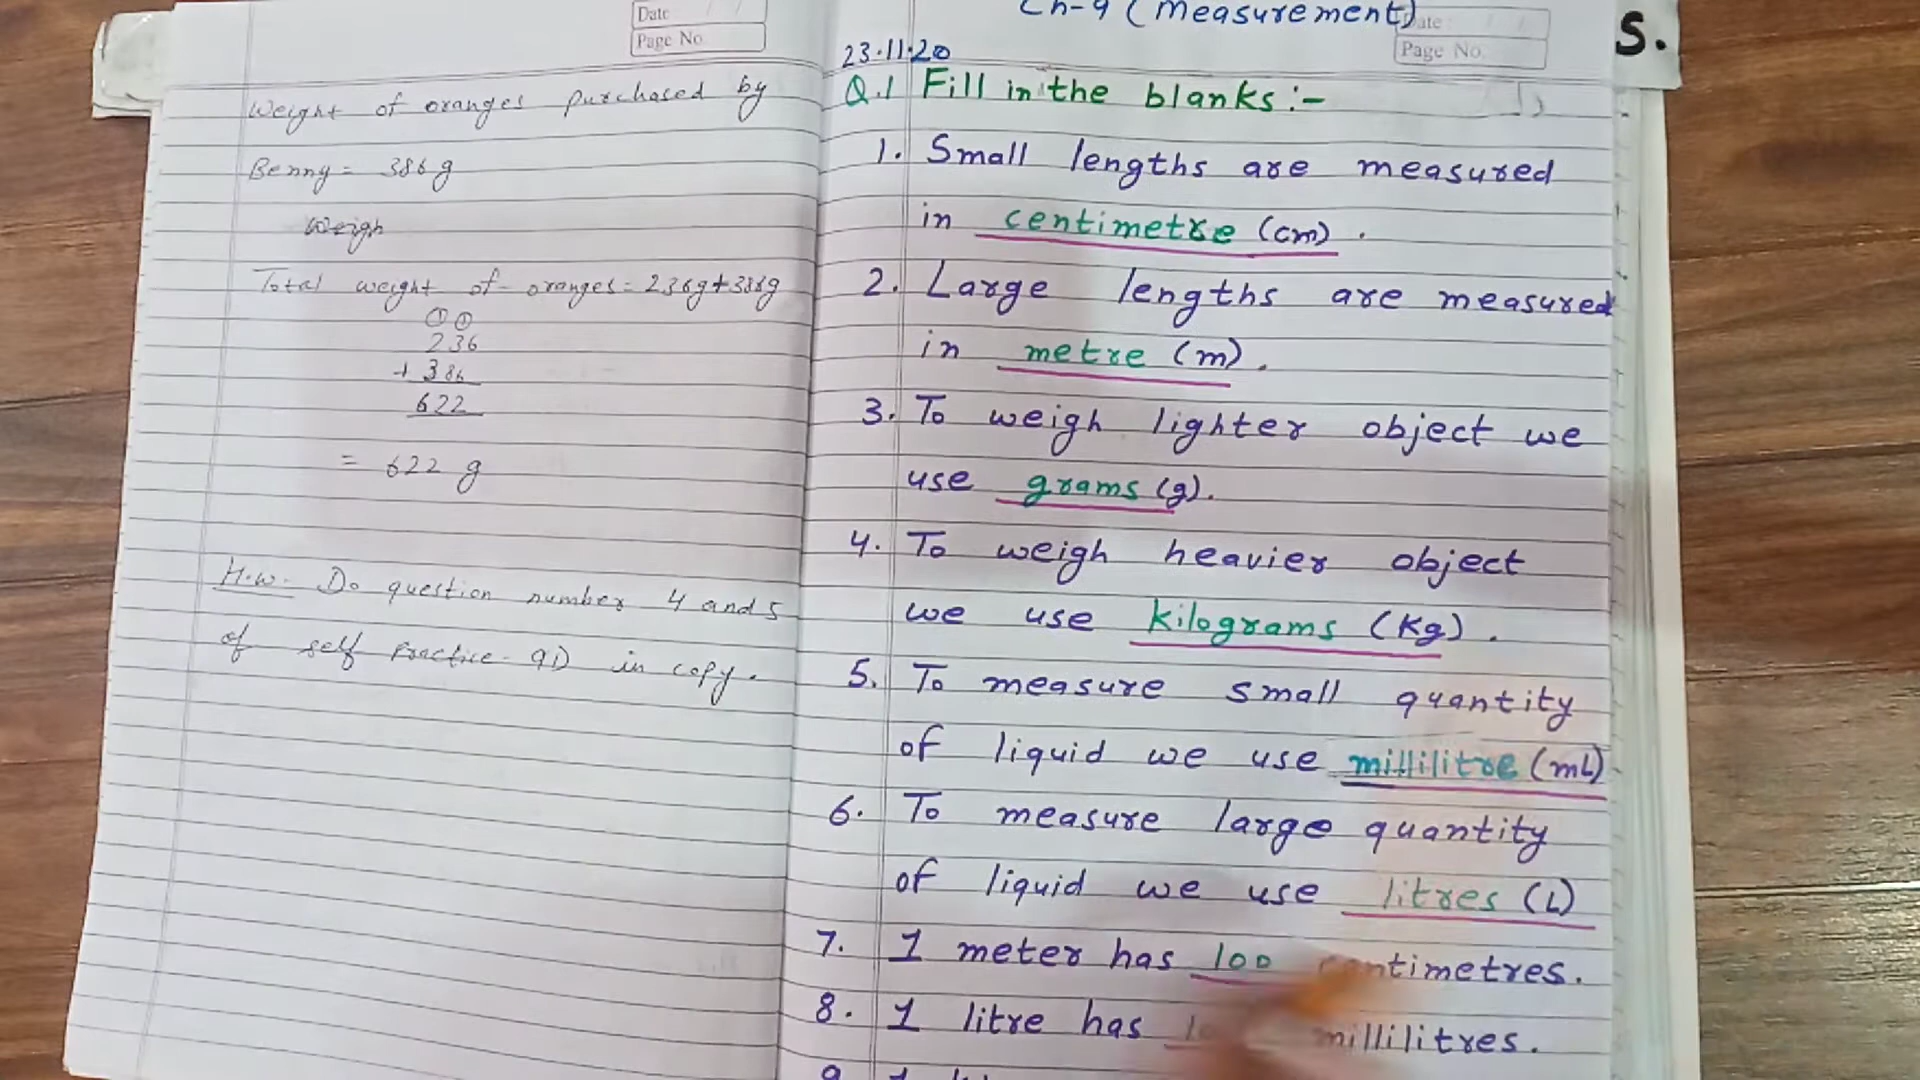 Date
Page No
Weight of oranges purchased by
Benny = 386 g
Weigh
Total weight of oranges = 236g + 386g
1 1
236
+ 386
622
= 622 g
H.w. Do question number 4 and 5
of self Practice - 9D in copy.
Ch-9 (Measurement)
Date
Page No.
S.
23.11.20
Q.1 Fill in the blanks :-
1. Small lengths are measured
in centimetre (cm).
2. Large lengths are measured
in metre (m).
3. To weigh lighter object we
use grams (g).
4. To weigh heavier object
we use kilograms (Kg).
5. To measure small quantity
of liquid we use millilitre (mL)
6. To measure large quantity
of liquid we use litres (L)
7. 1 meter has 100 centimetres.
8. 1 litre has millilitres.